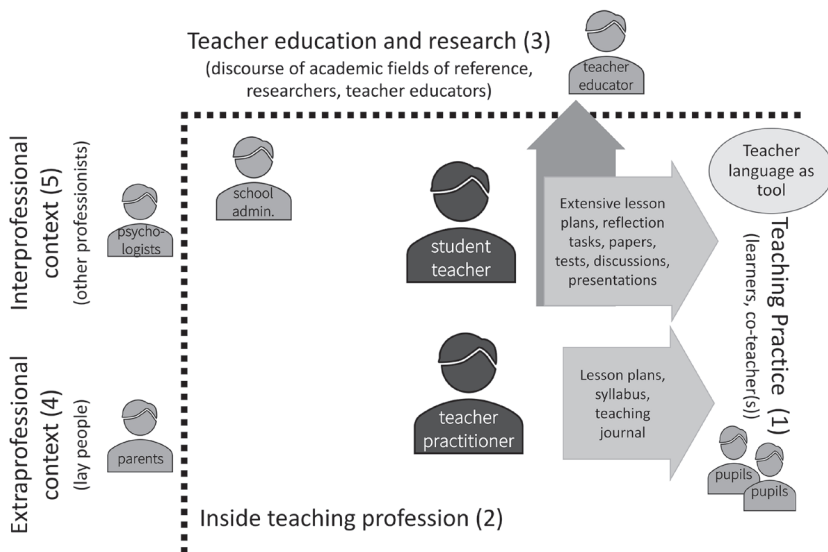 Teacher education and research (3)
(discourse of academic fields of reference,
researchers, teacher educators)
teacher
educator
Interprofessional
context (5)
(other professionists)
psycho-
logists
school
admin.
student
teacher
Extensive lesson
plans, reflection
tasks, papers,
tests, discussions,
presentations
Teacher
language as
tool
Teaching Practice (1)
(learners, co-teacher(s))
Extraprofessional
context (4)
(lay people)
parents
teacher
practitioner
Lesson plans,
syllabus,
teaching
journal
pupils
pupils
Inside teaching profession (2)